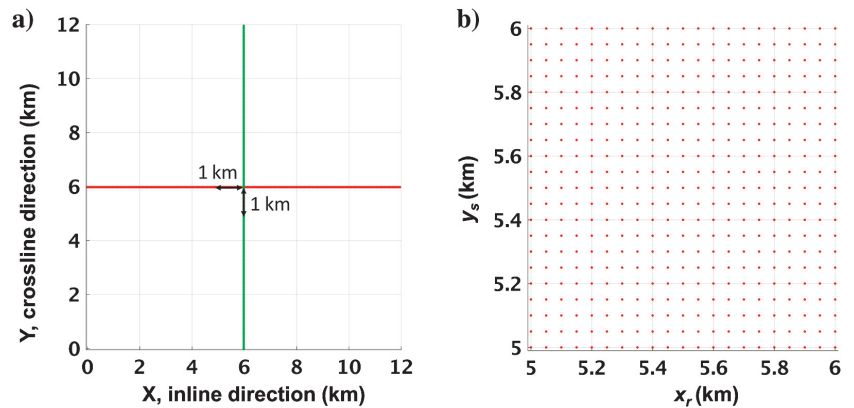 a)
12
10
8
6
4
2
0
Y, crossline direction (km)
1 km
1 km
0 2 4 6 8 10 12
X, inline direction (km)
b)
6
5.8
5.6
5.4
5.2
5
y_s (km)
5 5.2 5.4 5.6 5.8 6
x_r (km)